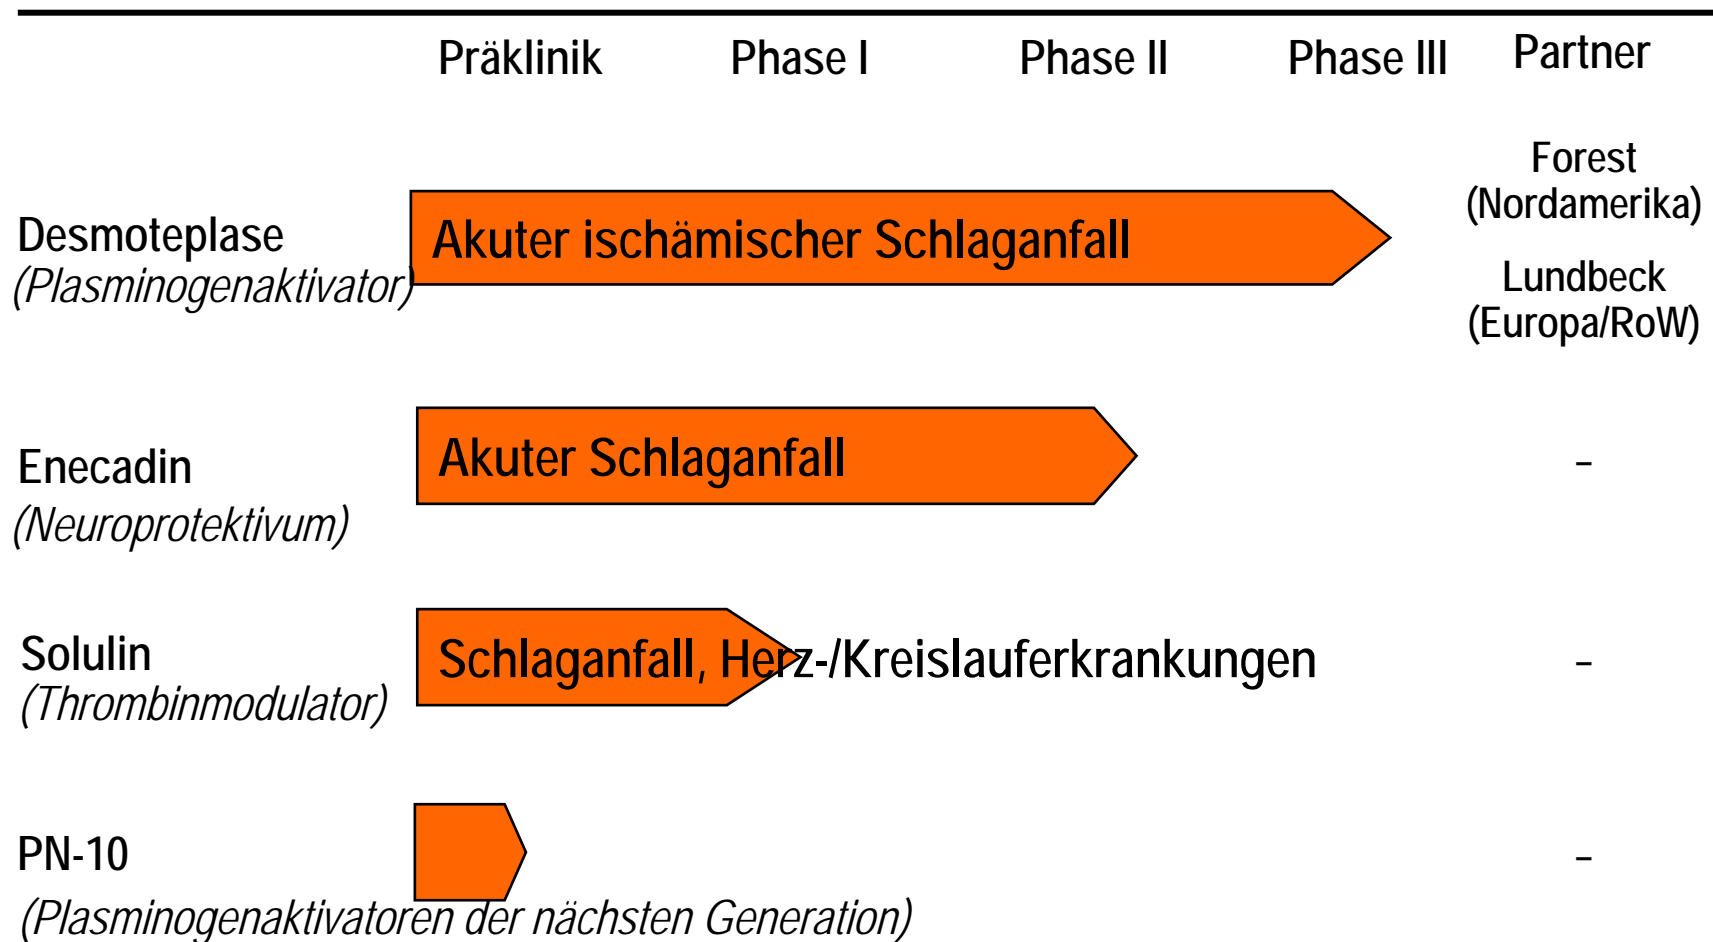 Präklinik Phase I Phase II Phase III Partner
Forest
(Nordamerika)
Desmoteplase
(Plasminogenaktivator)
Akuter ischämischer Schlaganfall
Lundbeck
(Europa/RoW)
Enecadin
(Neuroprotektivum)
Akuter Schlaganfall
–
Solulin
(Thrombinmodulator)
Schlaganfall, Herz-/Kreislauferkrankungen
–
PN-10
–
(Plasminogenaktivatoren der nächsten Generation)